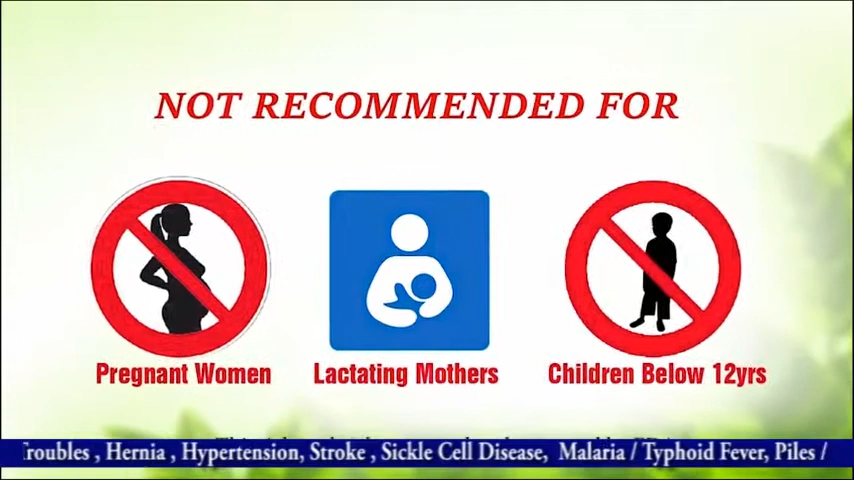 NOT RECOMMENDED FOR
Pregnant Women
Lactating Mothers
Children Below 12yrs
, Hernia , Hypertension, Stroke , Sickle Cell Disease, Malaria / Typhoid Fever, Piles /